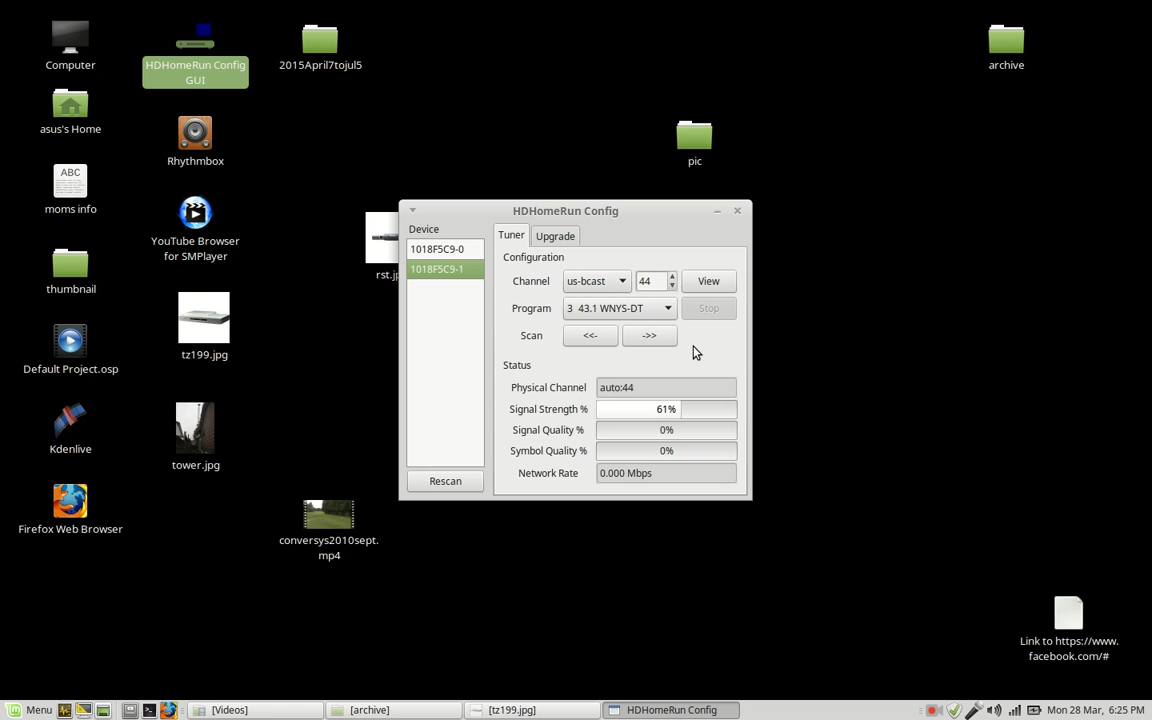 Computer
HDHomeRun Config
GUI
2015April7tojul5
archive
asus's Home
Rhythmbox
pic
ABC
moms info
YouTube Browser
for SMPlayer
thumbnail
tz199.jpg
Default Project.osp
Kdenlive
tower.jpg
Firefox Web Browser
rst.jp
conversys2010sept.
mp4
Link to https://www.
facebook.com/#
HDHomeRun Config
Device
1018F5C9-0
1018F5C9-1
Rescan
Tuner
Upgrade
Configuration
Channel
us-bcast
44
View
Program
3 43.1 WNYS-DT
Stop
Scan
<<-
->>
Status
Physical Channel
auto:44
Signal Strength %
61%
Signal Quality %
0%
Symbol Quality %
0%
Network Rate
0.000 Mbps
Menu
[Videos]
[archive]
[tz199.jpg]
HDHomeRun Config
Mon 28 Mar, 6:25 PM